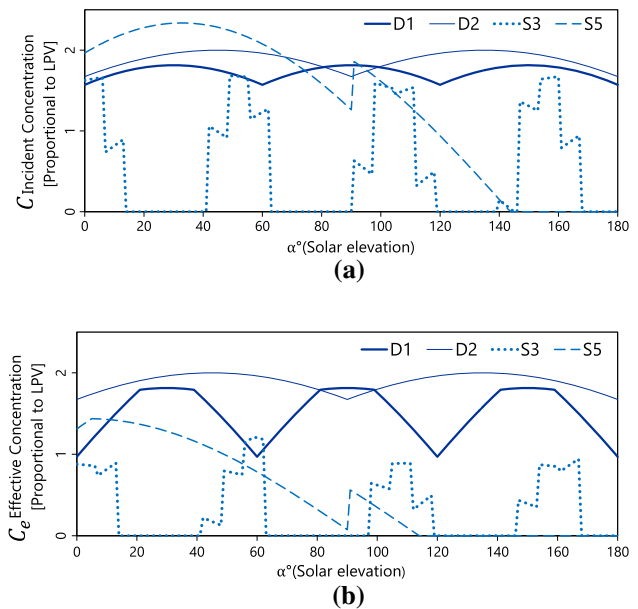 D1 D2 S3 S5
C Incident Concentration
[Proportional to LPV]
2
1
0
0 20 40 60 80 100 120 140 160 180
α°(Solar elevation)
(a)
D1 D2 S3 S5
Ce Effective Concentration
[Proportional to LPV]
2
1
0
0 20 40 60 80 100 120 140 160 180
α°(Solar elevation)
(b)